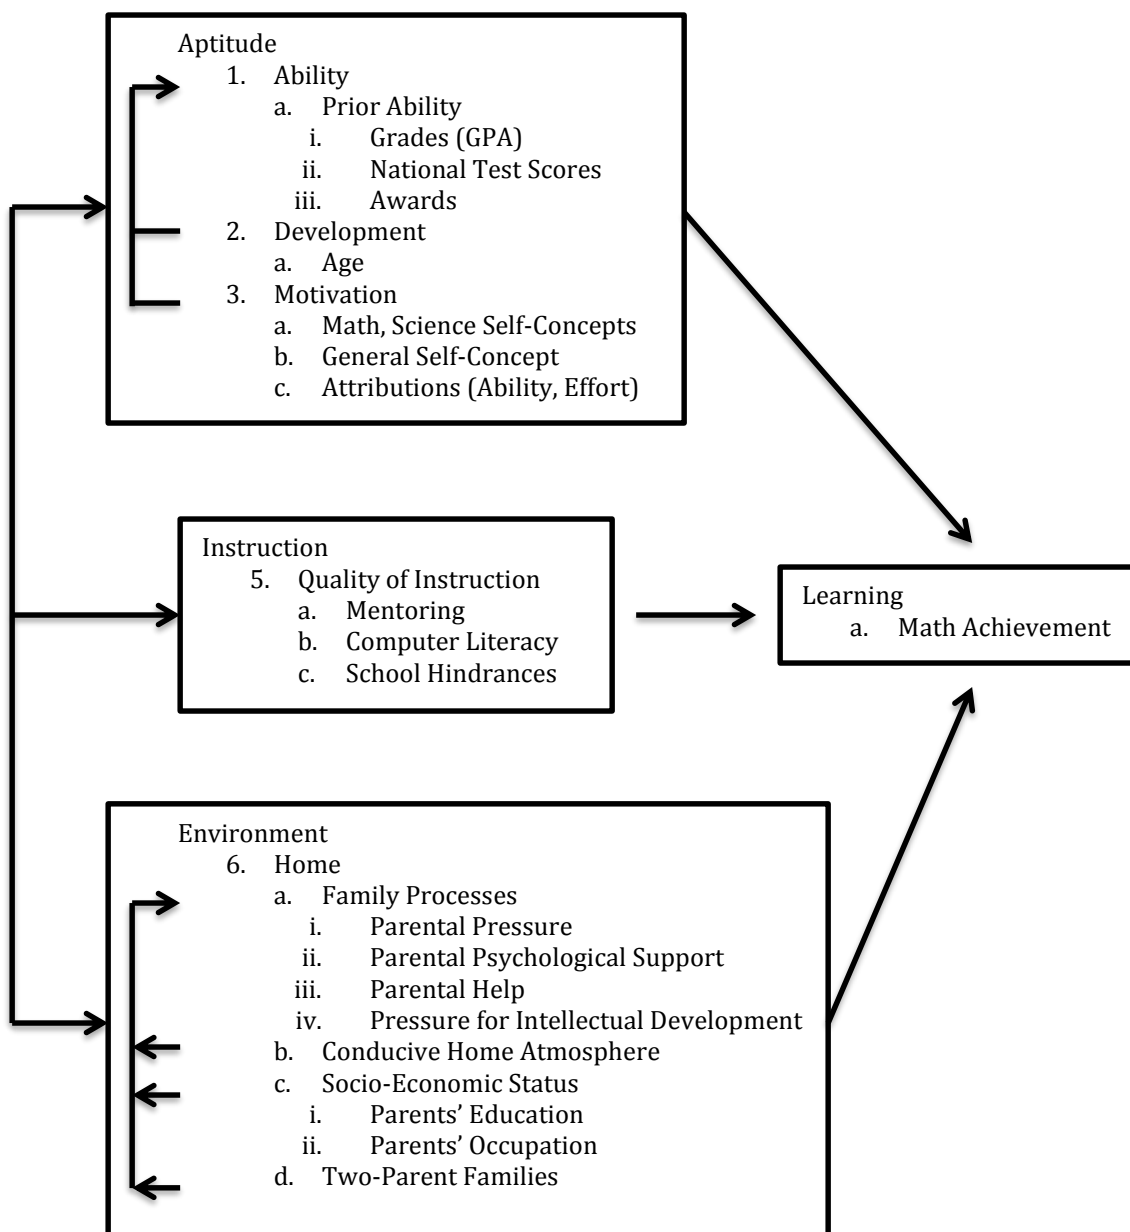 Aptitude
1. Ability
a. Prior Ability
i. Grades (GPA)
ii. National Test Scores
iii. Awards
2. Development
a. Age
3. Motivation
a. Math, Science Self-Concepts
b. General Self-Concept
c. Attributions (Ability, Effort)
Instruction
5. Quality of Instruction
a. Mentoring
b. Computer Literacy
c. School Hindrances
Learning
a. Math Achievement
Environment
6. Home
a. Family Processes
i. Parental Pressure
ii. Parental Psychological Support
iii. Parental Help
iv. Pressure for Intellectual Development
b. Conducive Home Atmosphere
c. Socio-Economic Status
i. Parents’ Education
ii. Parents’ Occupation
d. Two-Parent Families